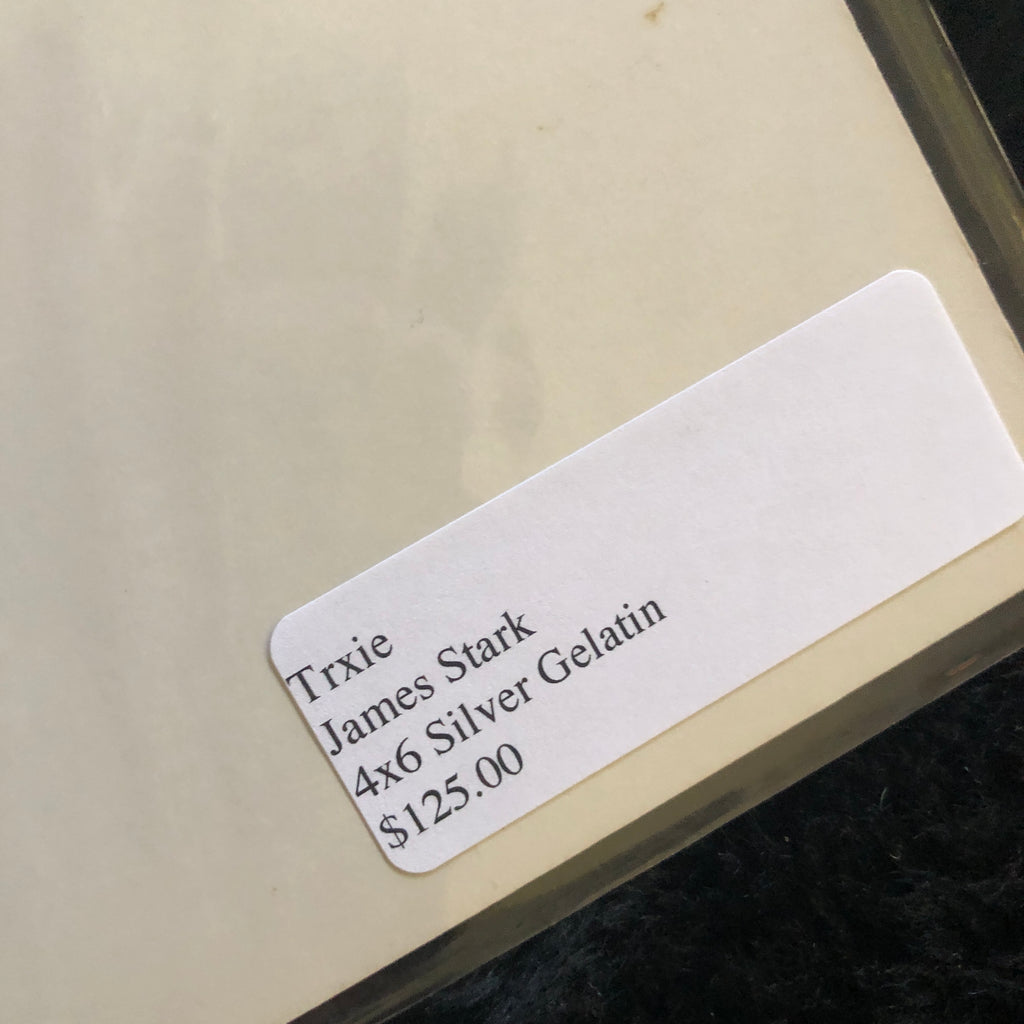 Trxie
James Stark
4x6 Silver Gelatin
$125.00